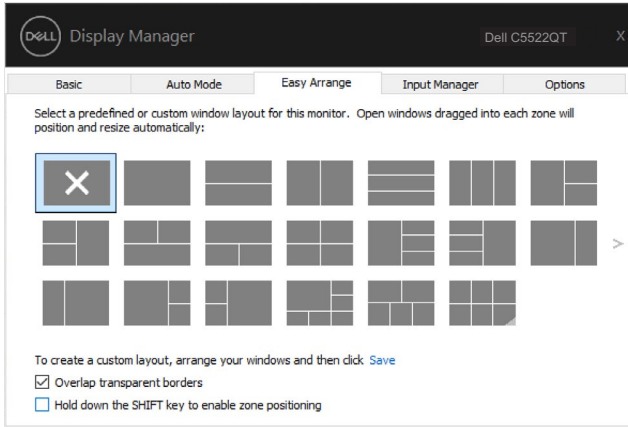 DELL Display Manager Dell C5522QT X
Basic Auto Mode Easy Arrange Input Manager Options
Select a predefined or custom window layout for this monitor. Open windows dragged into each zone will
position and resize automatically:
To create a custom layout, arrange your windows and then click Save
Overlap transparent borders
Hold down the SHIFT key to enable zone positioning